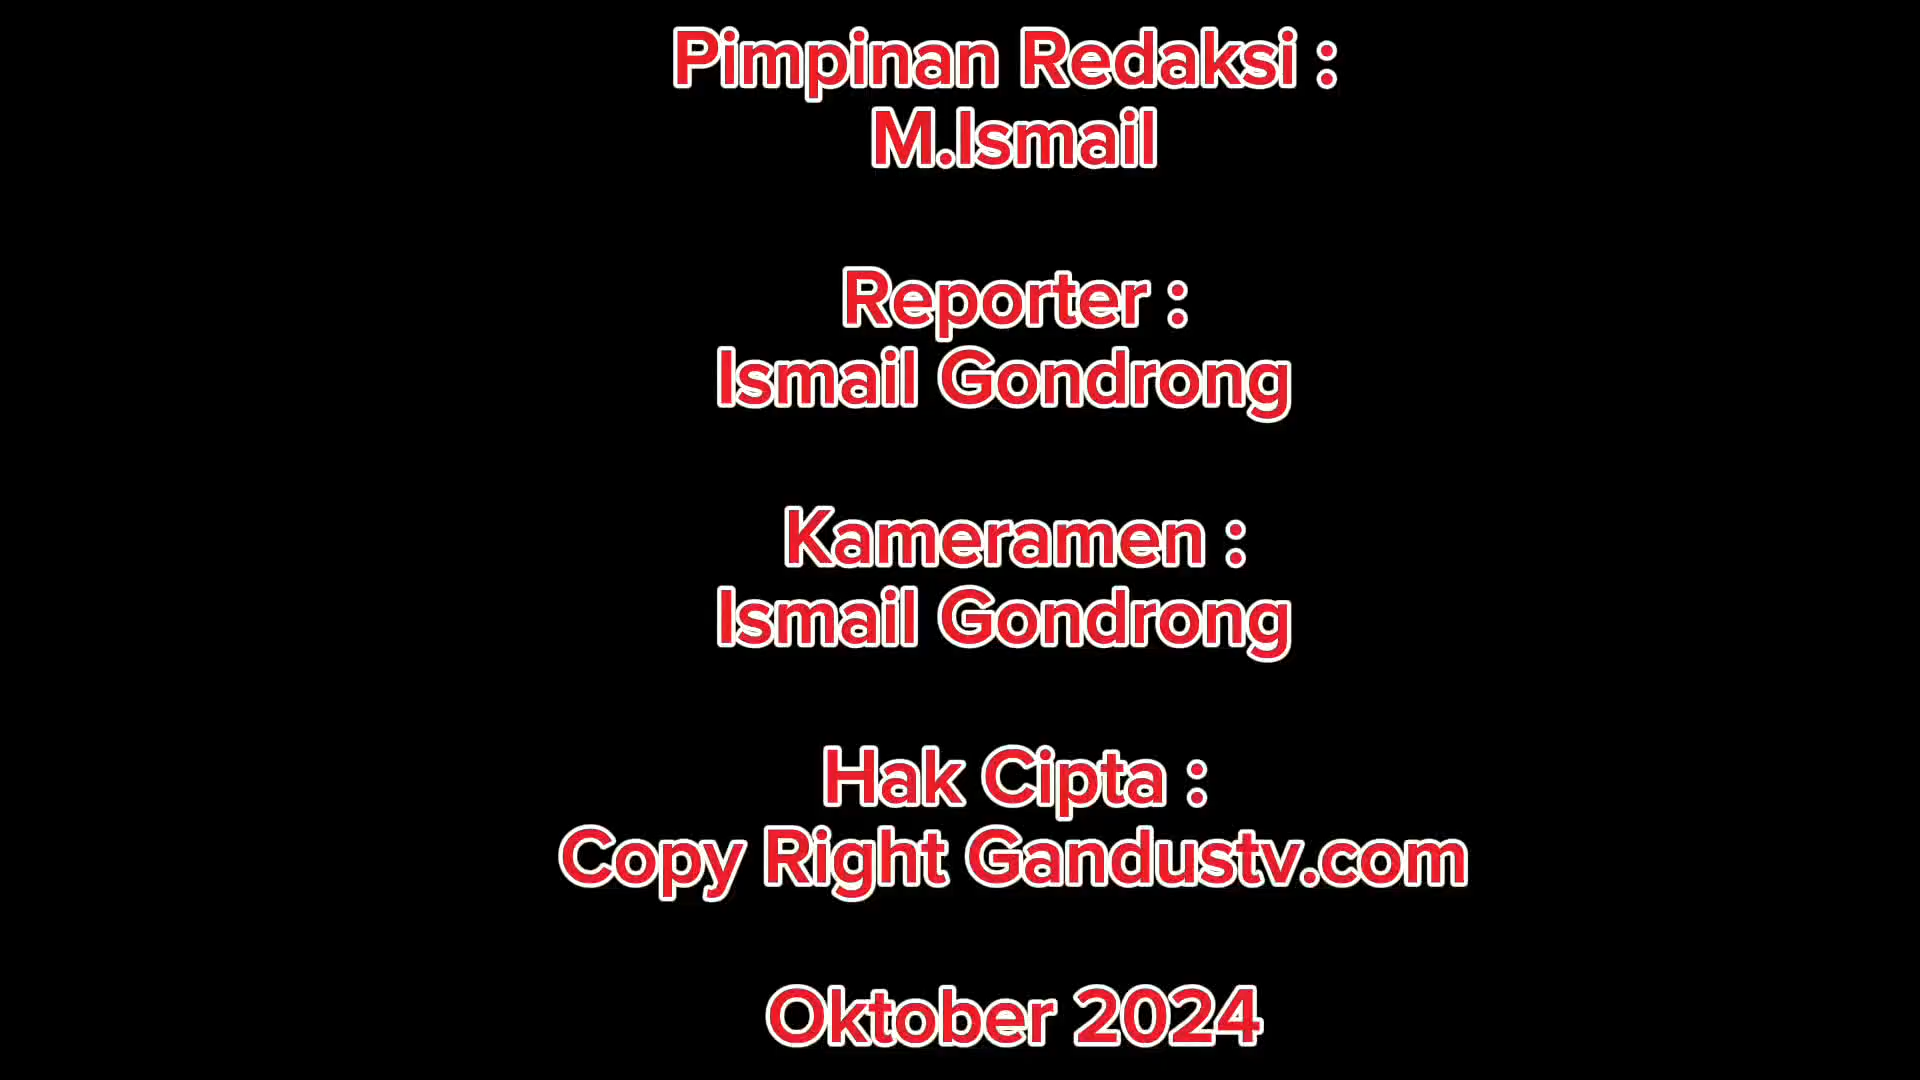 Pimpinan Redaksi :
M.Ismail
Reporter :
Ismail Gondrong
Kameramen :
Ismail Gondrong
Hak Cipta :
Copy Right Gandustv.com
Oktober 2024